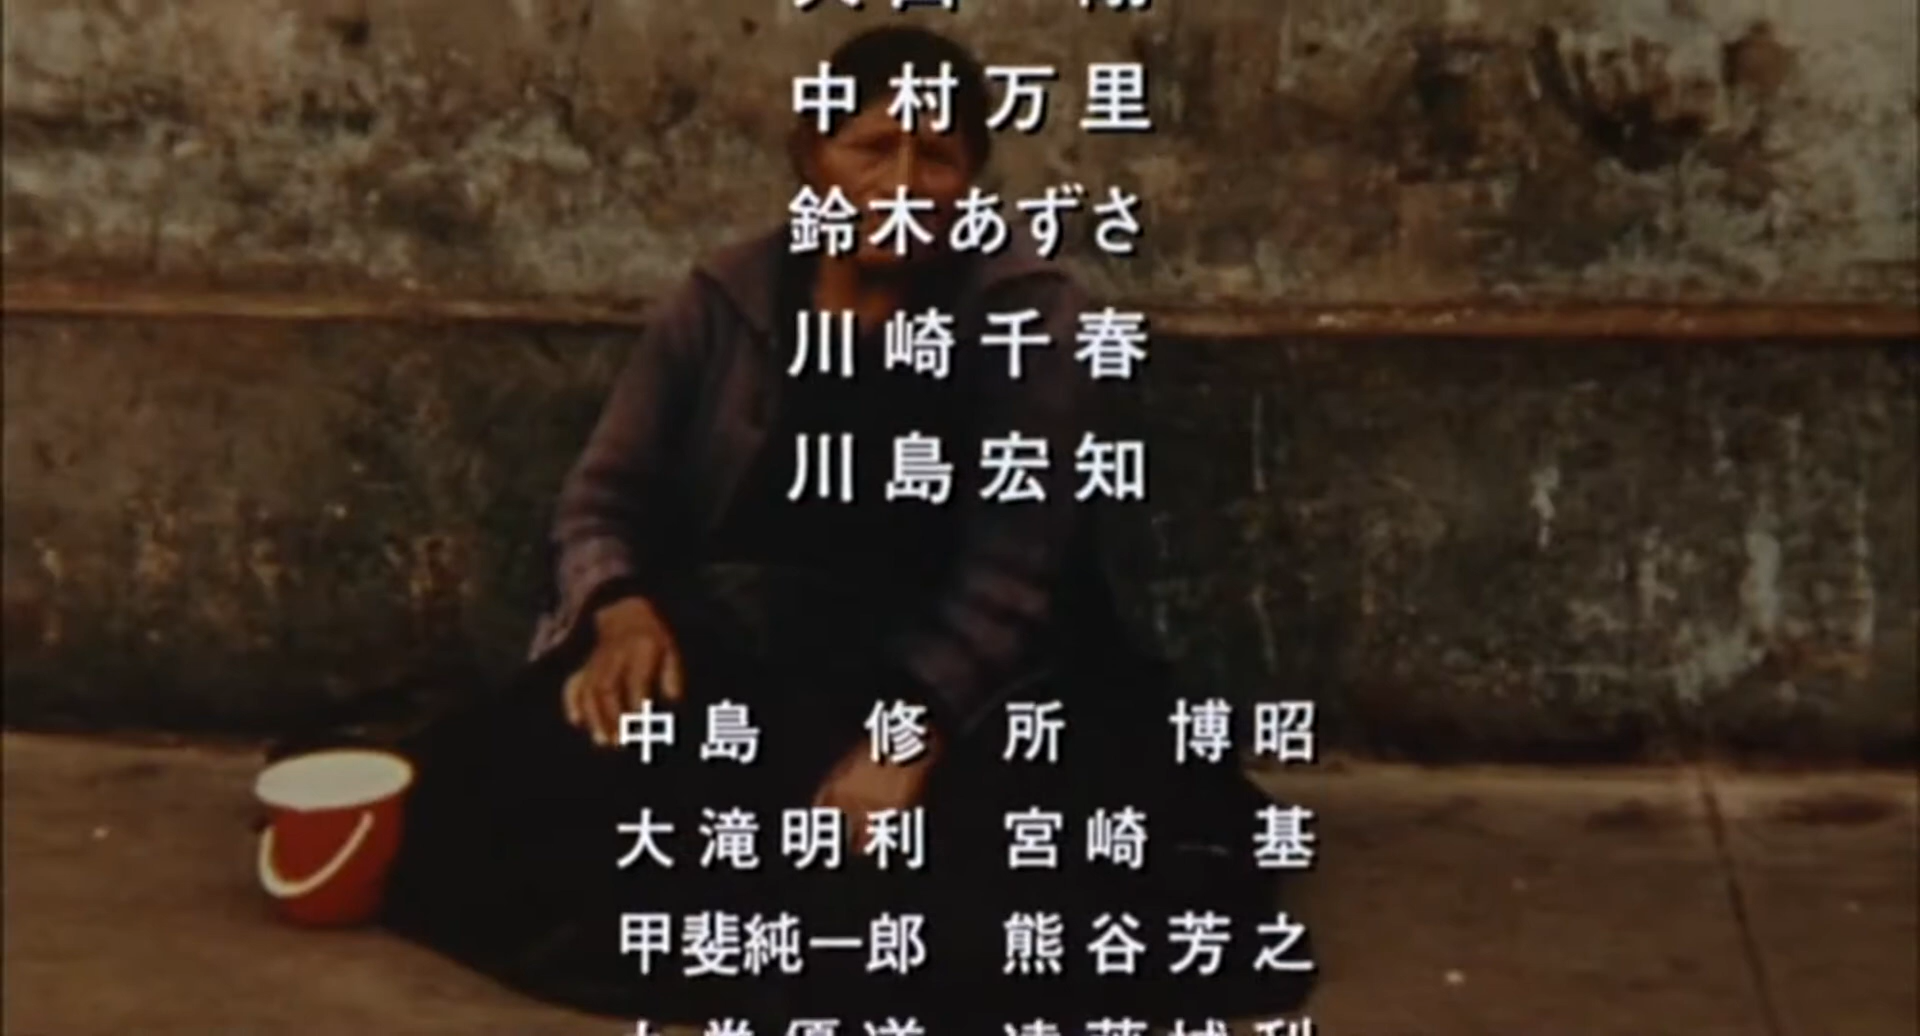 中村万里
鈴木あずさ
川崎千春
川島宏知
中島 修 所 博昭
大滝明利 宮崎 基
甲斐純一郎 熊谷芳之